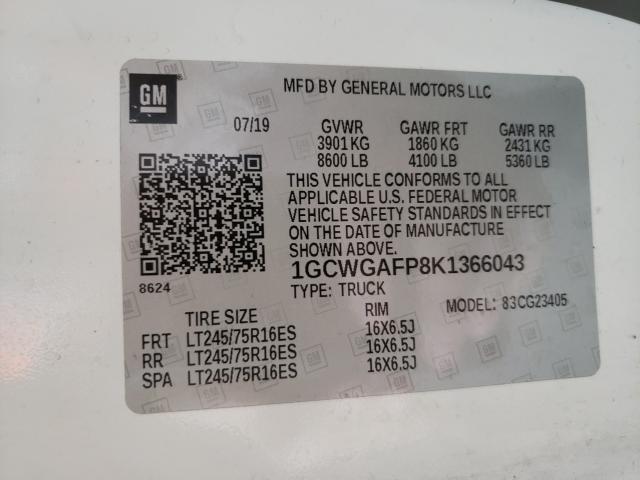 GM
MFD BY GENERAL MOTORS LLC
07/19 GVWR GAWR FRT GAWR RR
3901 KG 1860 KG 2431 KG
8600 LB 4100 LB 5360 LB
THIS VEHICLE CONFORMS TO ALL
APPLICABLE U.S. FEDERAL MOTOR
VEHICLE SAFETY STANDARDS IN EFFECT
ON THE DATE OF MANUFACTURE
SHOWN ABOVE.
8624
1GCWGAFP8K1366043
TYPE: TRUCK MODEL: 83CG23405
TIRE SIZE RIM
FRT LT245/75R16ES 16X6.5J
RR LT245/75R16ES 16X6.5J
SPA LT245/75R16ES 16X6.5J